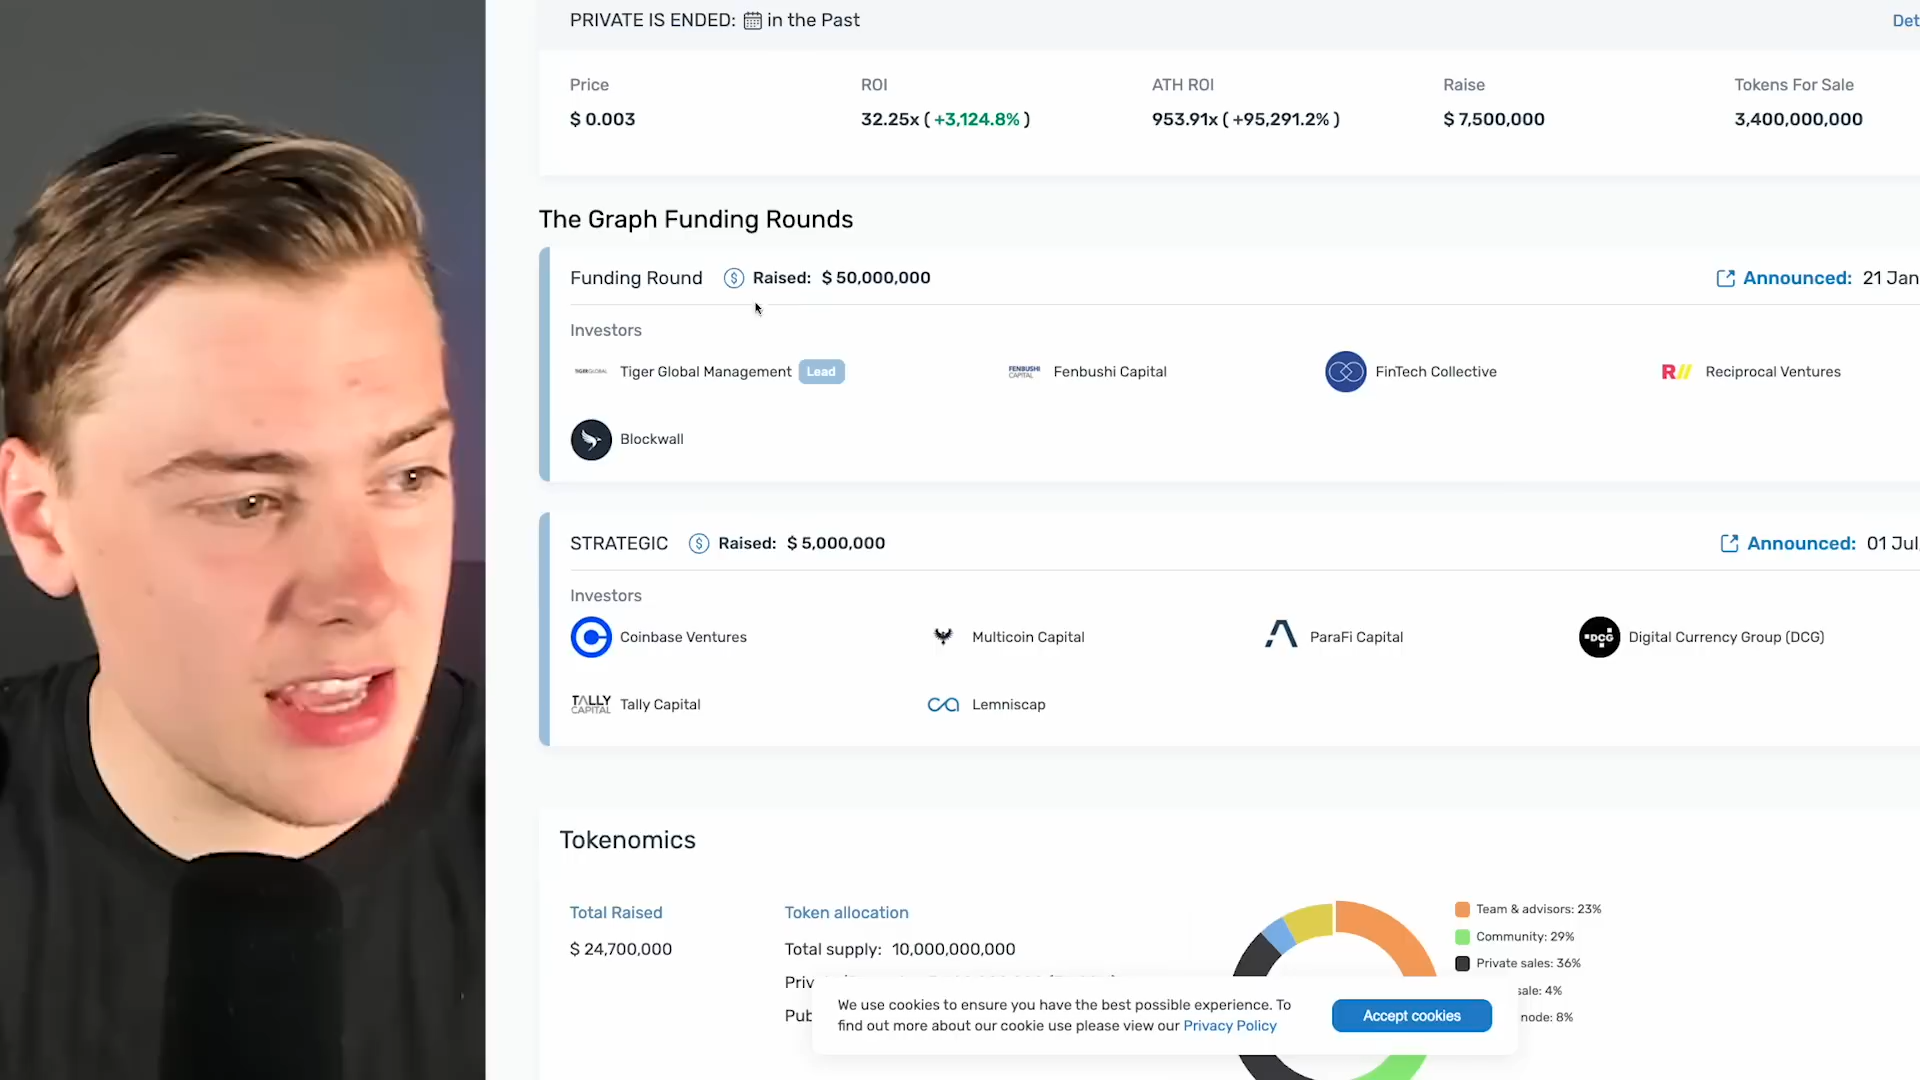 PRIVATE IS ENDED: in the Past
Det
Price ROI ATH ROI Raise Tokens For Sale
$ 0.003 32.25x ( +3,124.8% ) 953.91x ( +95,291.2% ) $ 7,500,000 3,400,000,000
The Graph Funding Rounds
Funding Round Raised: $ 50,000,000 Announced: 21 Jan
Investors
TIGERGLOBAL Tiger Global Management Lead FENBUSHI CAPITAL Fenbushi Capital FinTech Collective R// Reciprocal Ventures
Blockwall
STRATEGIC Raised: $ 5,000,000 Announced: 01 Jul,
Investors
Coinbase Ventures Multicoin Capital ParaFi Capital DCG Digital Currency Group (DCG)
TALLY CAPITAL Tally Capital Lemniscap
Tokenomics
Total Raised Token allocation
Team & advisors: 23%
$ 24,700,000 Total supply: 10,000,000,000
Community: 29%
Private sales: 36%
Priv
sale: 4%
Pub
node: 8%
We use cookies to ensure you have the best possible experience. To
find out more about our cookie use please view our Privacy Policy
Accept cookies